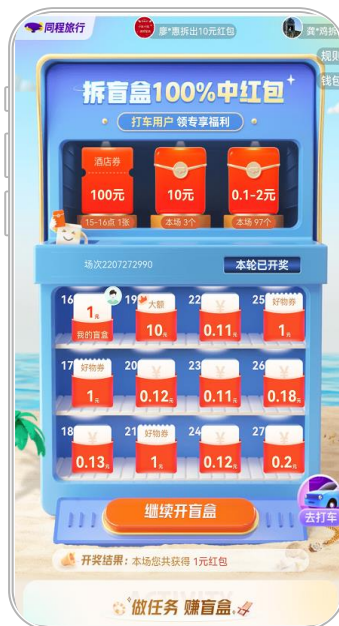 同程旅行
廖*惠拆出10元红包
龚*鸡拆
规则
钱包
拆盲盒100%中红包
打车用户 领专享福利
酒店券
100元
10元
0.1-2元
15-16点 1张
本场 3个
本场 97个
场次2207272990
本轮已开奖
16
1元
我的盲盒
19
大额
10元
22
0.11元
25
好物券
1元
17
好物券
1元
20
0.12元
23
0.11元
26
0.18元
18
0.13元
21
好物券
1元
24
0.12元
27
0.2元
继续开盲盒
去打车
开奖结果：本场您共获得 1元红包
做任务 赚盲盒